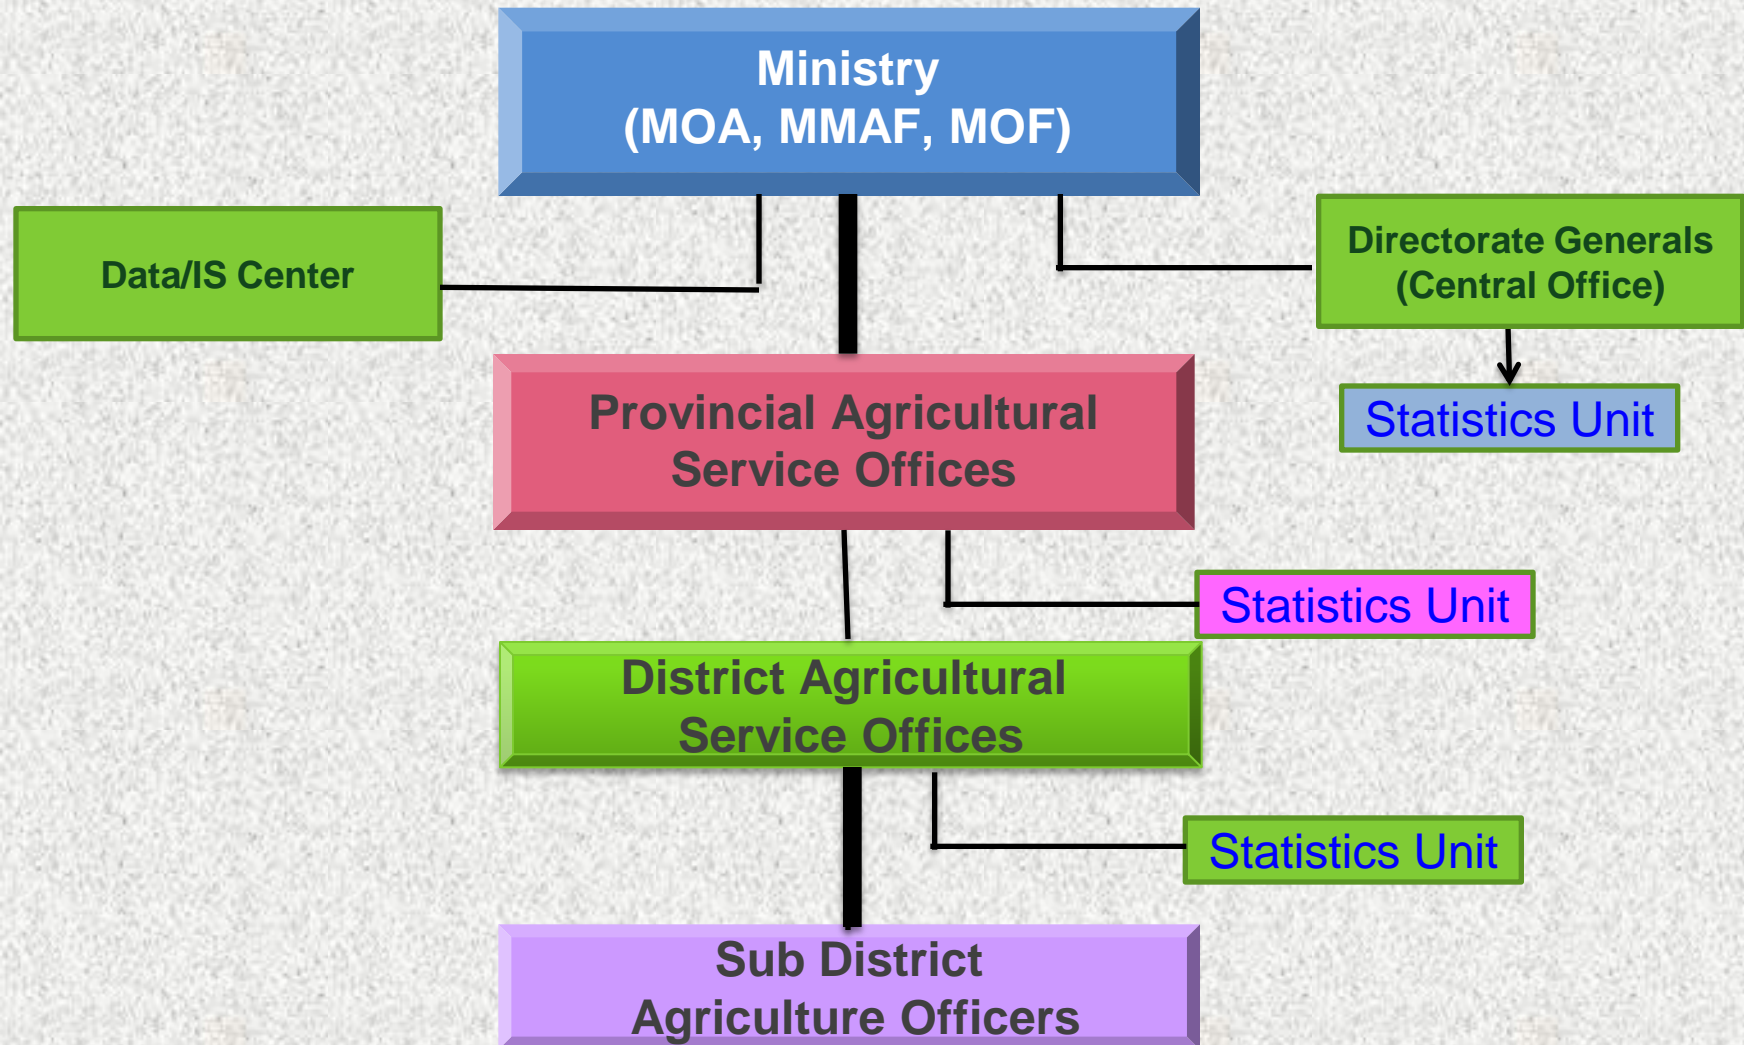 Ministry
(MOA, MMAF, MOF)
Data/IS Center
Directorate Generals
(Central Office)
Statistics Unit
Provincial Agricultural
Service Offices
Statistics Unit
District Agricultural
Service Offices
Statistics Unit
Sub District
Agriculture Officers